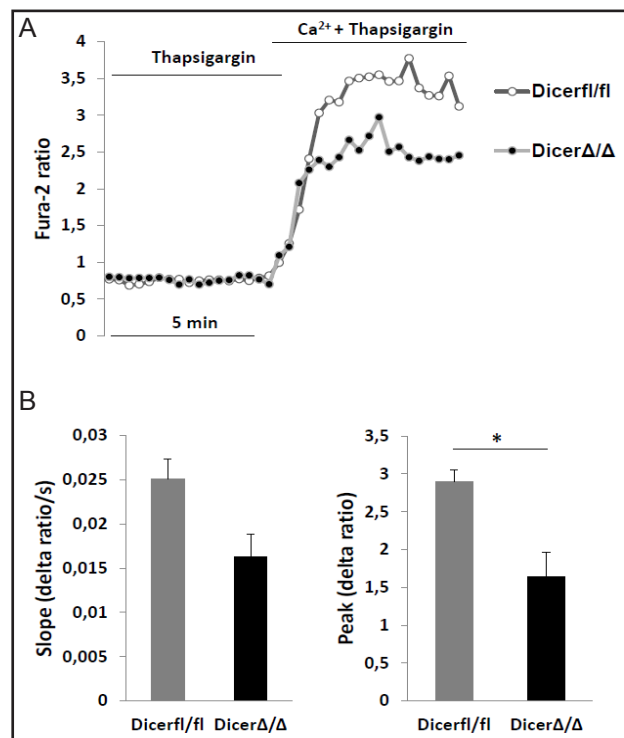 A
Ca²⁺ + Thapsigargin
Thapsigargin
4
3,5
3
2,5
2
1,5
1
0,5
0
Fura-2 ratio
5 min
Dicerfl/fl
DicerΔ/Δ
B
0,03
0,025
0,02
0,015
0,01
0,005
0
Slope (delta ratio/s)
Dicerfl/fl DicerΔ/Δ
3,5
3
2,5
2
1,5
1
0,5
0
Peak (delta ratio)
*
Dicerfl/fl DicerΔ/Δ